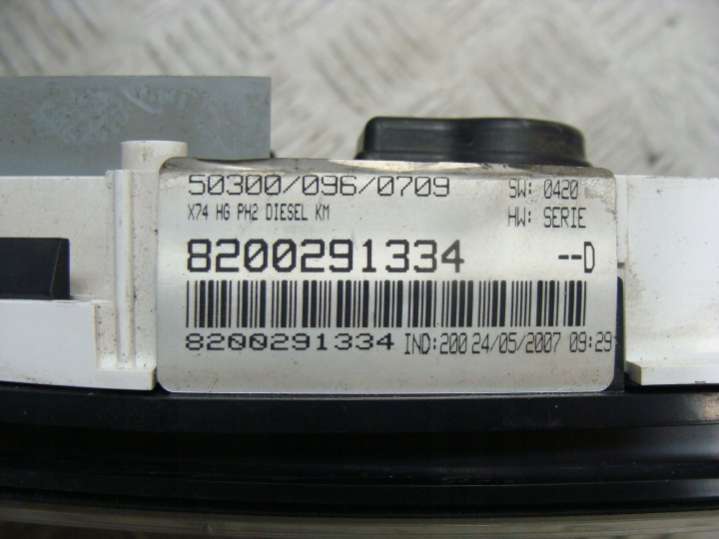 50300/096/0709 SW: 0420
X74 HG PH2 DIESEL KM HW: SERIE
8200291334 --D
8200291334 IND:200 24/05/2007 09:29